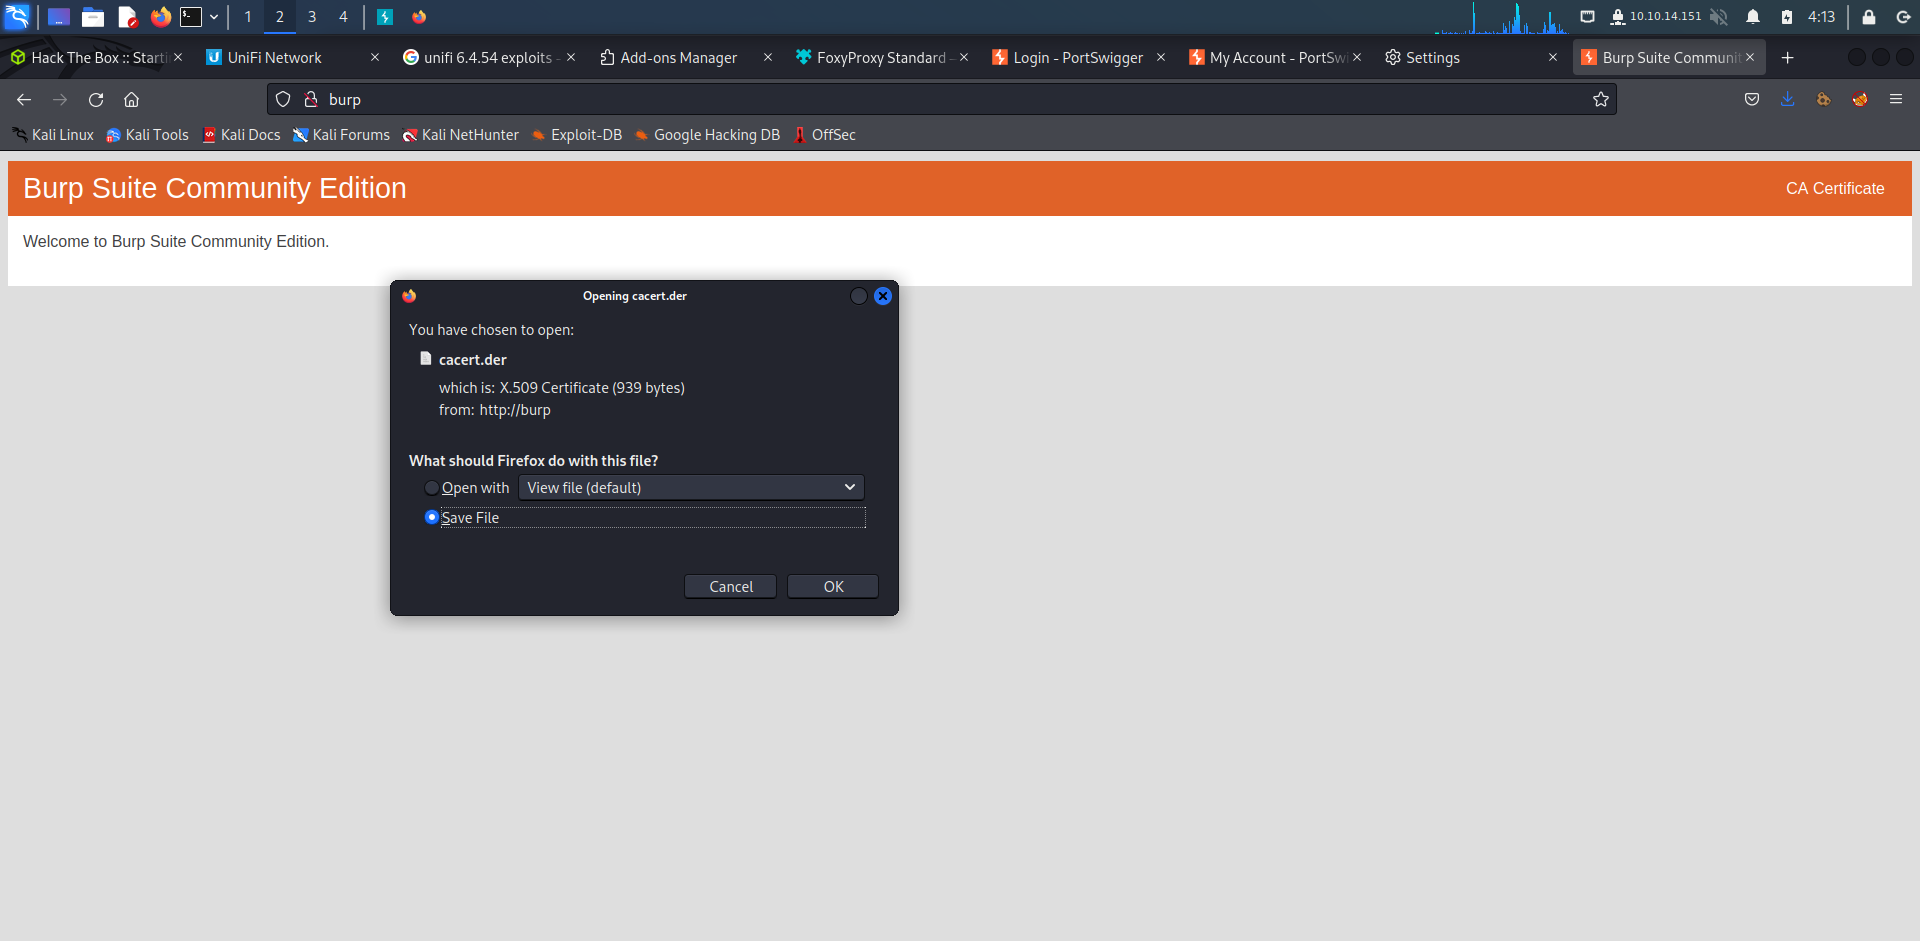 1 2 3 4 10.10.14.151 4:13
Hack The Box :: Starti UniFi Network unifi 6.4.54 exploits - Add-ons Manager FoxyProxy Standard – Login - PortSwigger My Account - PortSwi Settings Burp Suite Communit
burp
Kali Linux Kali Tools Kali Docs Kali Forums Kali NetHunter Exploit-DB Google Hacking DB OffSec
Burp Suite Community Edition CA Certificate
Welcome to Burp Suite Community Edition.
Opening cacert.der
You have chosen to open:
cacert.der
which is: X.509 Certificate (939 bytes)
from: http://burp
What should Firefox do with this file?
Open with View file (default)
Save File
Cancel OK